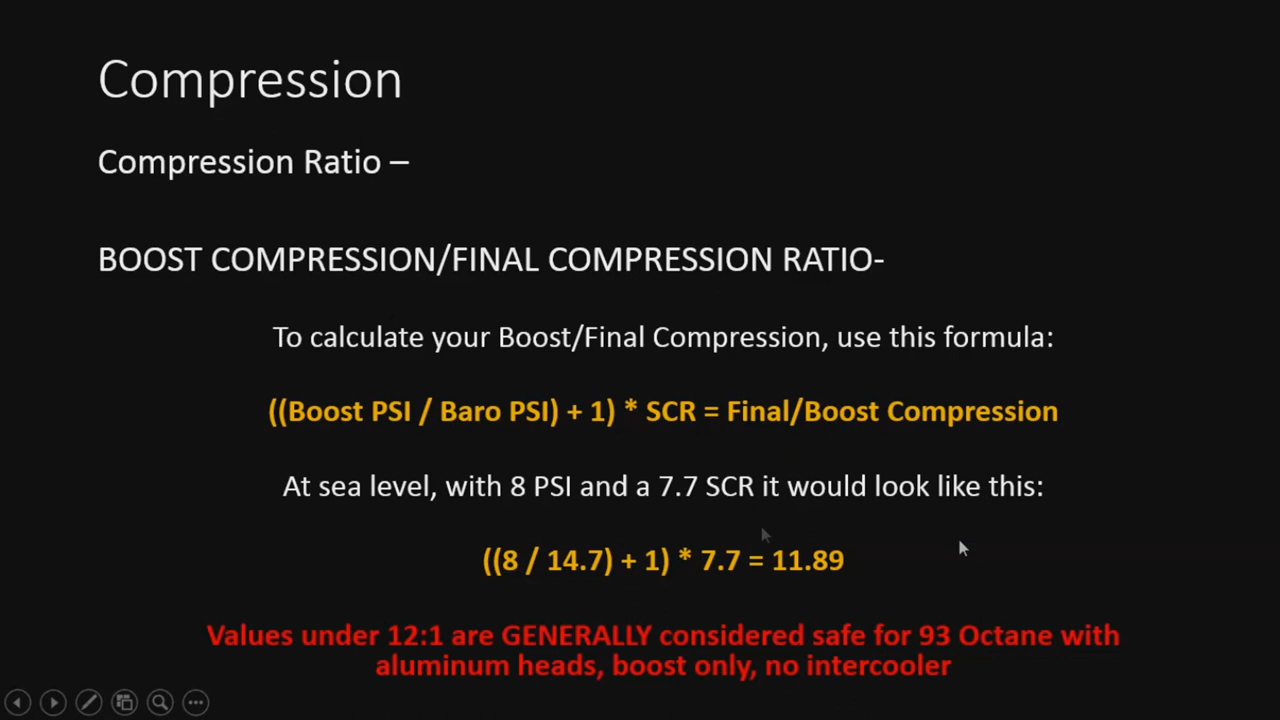 Compression
Compression Ratio –
BOOST COMPRESSION/FINAL COMPRESSION RATIO-
To calculate your Boost/Final Compression, use this formula:
((Boost PSI / Baro PSI) + 1) * SCR = Final/Boost Compression
At sea level, with 8 PSI and a 7.7 SCR it would look like this:
((8 / 14.7) + 1) * 7.7 = 11.89
Values under 12:1 are GENERALLY considered safe for 93 Octane with
aluminum heads, boost only, no intercooler